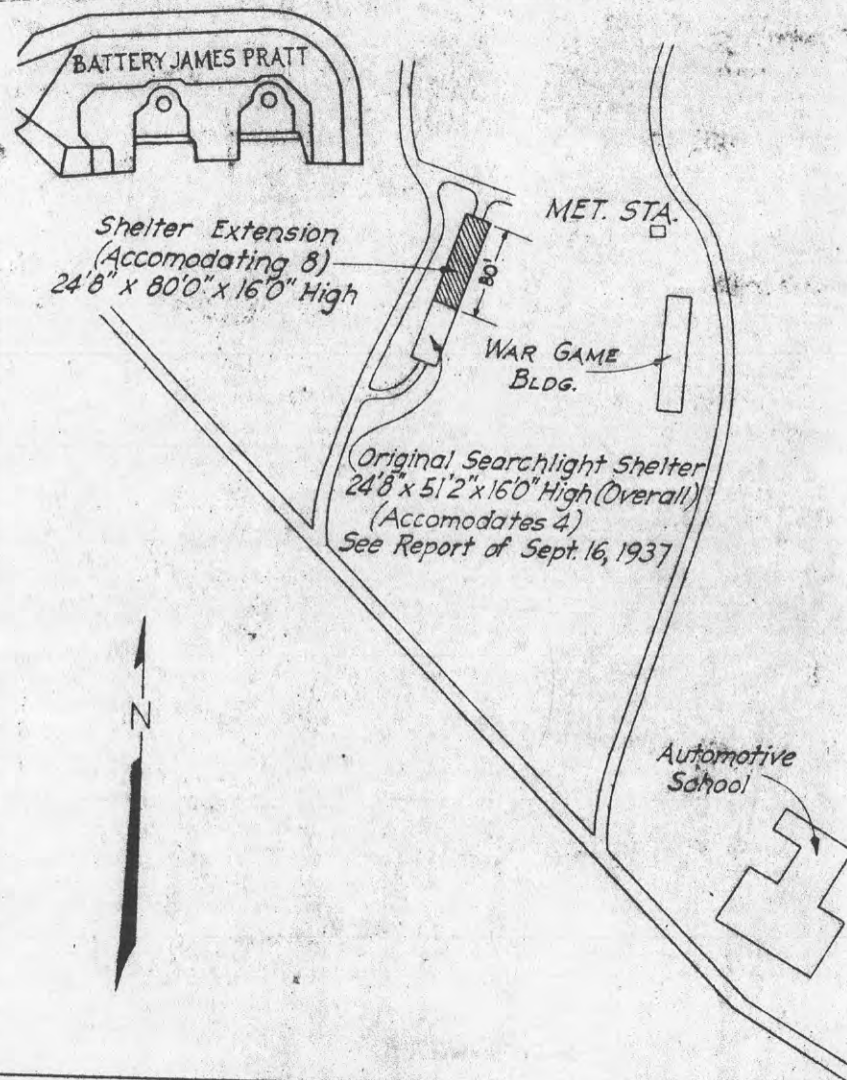 BATTERY JAMES PRATT
Shelter Extension
(Accomodating 8)
24'8" x 80'0" x 16'0" High
80'
MET. STA.
WAR GAME
BLDG.
Original Searchlight Shelter
24'8" x 51'2" x 16'0" High (Overall)
(Accomodates 4)
See Report of Sept. 16, 1937
N
Automotive
School